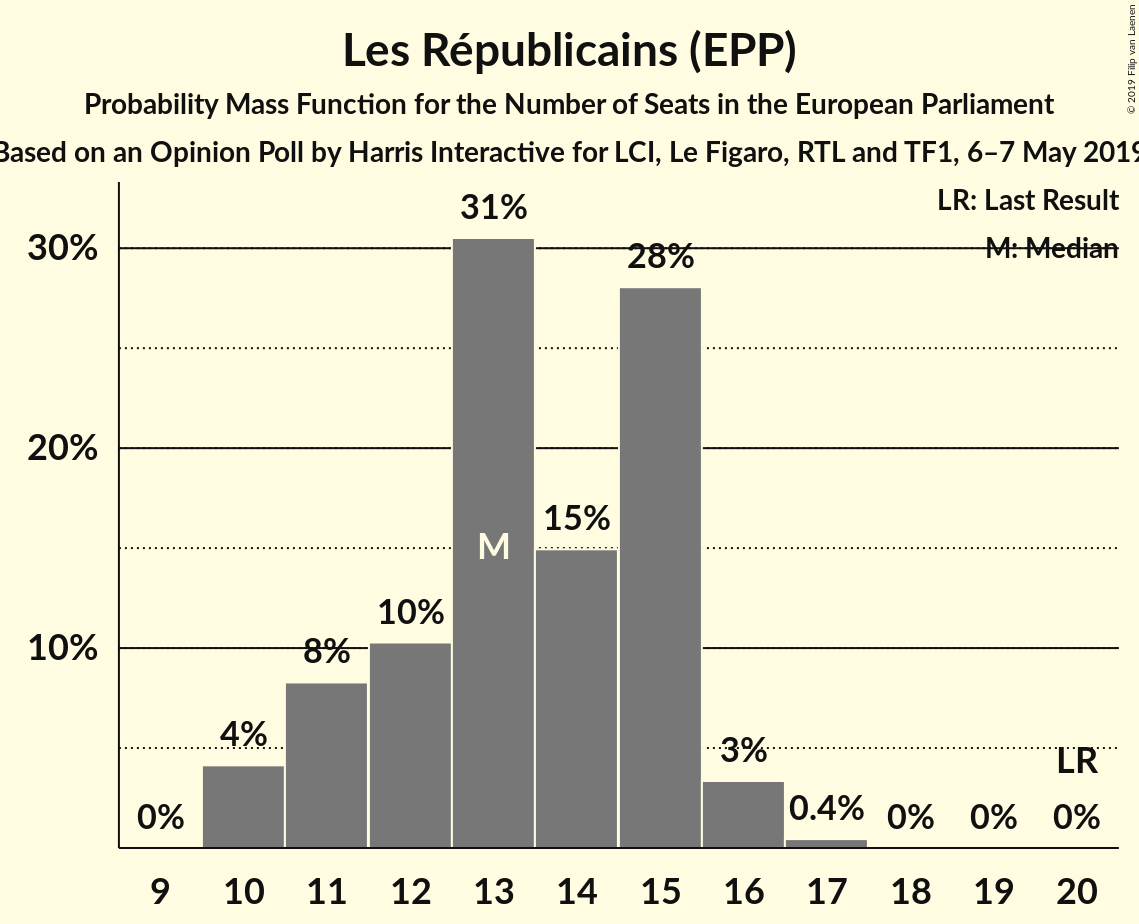 Les Républicains (EPP)
Probability Mass Function for the Number of Seats in the European Parliament
Based on an Opinion Poll by Harris Interactive for LCI, Le Figaro, RTL and TF1, 6–7 May 2019
© 2019 Filip van Laenen
LR: Last Result
M: Median
30%
20%
10%
0%
4%
8%
10%
31%
M
15%
28%
3%
0.4%
0%
0%
LR
0%
9 10 11 12 13 14 15 16 17 18 19 20